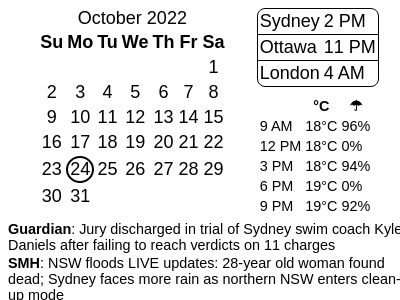 October 2022
Su Mo Tu We Th Fr Sa
1
2 3 4 5 6 7 8
9 10 11 12 13 14 15
16 17 18 19 20 21 22
23 24 25 26 27 28 29
30 31
Sydney 2 PM
Ottawa 11 PM
London 4 AM
°C ☂
9 AM 18°C 96%
12 PM 18°C 0%
3 PM 18°C 94%
6 PM 19°C 0%
9 PM 19°C 92%
Guardian: Jury discharged in trial of Sydney swim coach Kyle
Daniels after failing to reach verdicts on 11 charges
SMH: NSW floods LIVE updates: 28-year old woman found
dead; Sydney faces more rain as northern NSW enters clean-
up mode